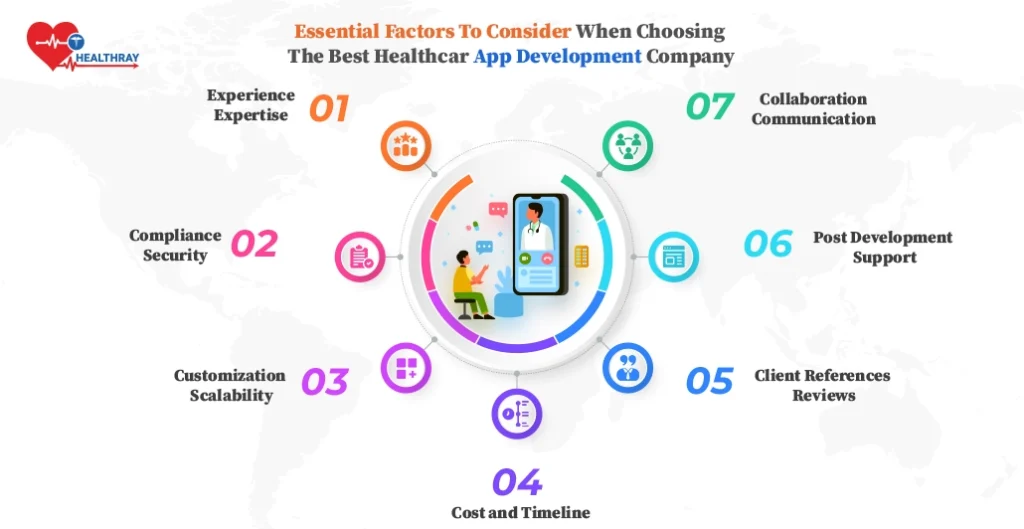 HEALTHRAY
Essential Factors To Consider When Choosing
The Best Healthcar App Development Company
Experience
Expertise
01
Compliance
Security
02
Customization
Scalability
03
04
Cost and Timeline
05
Client References
Reviews
06
Post Development
Support
07
Collaboration
Communication